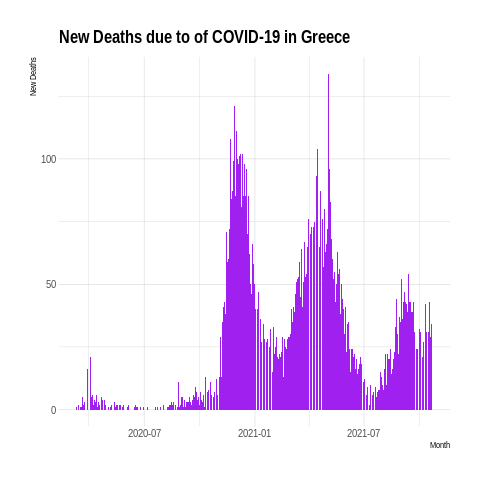 New Deaths due to of COVID-19 in Greece
New Deaths
100
50
0
2020-07
2021-01
2021-07
Month